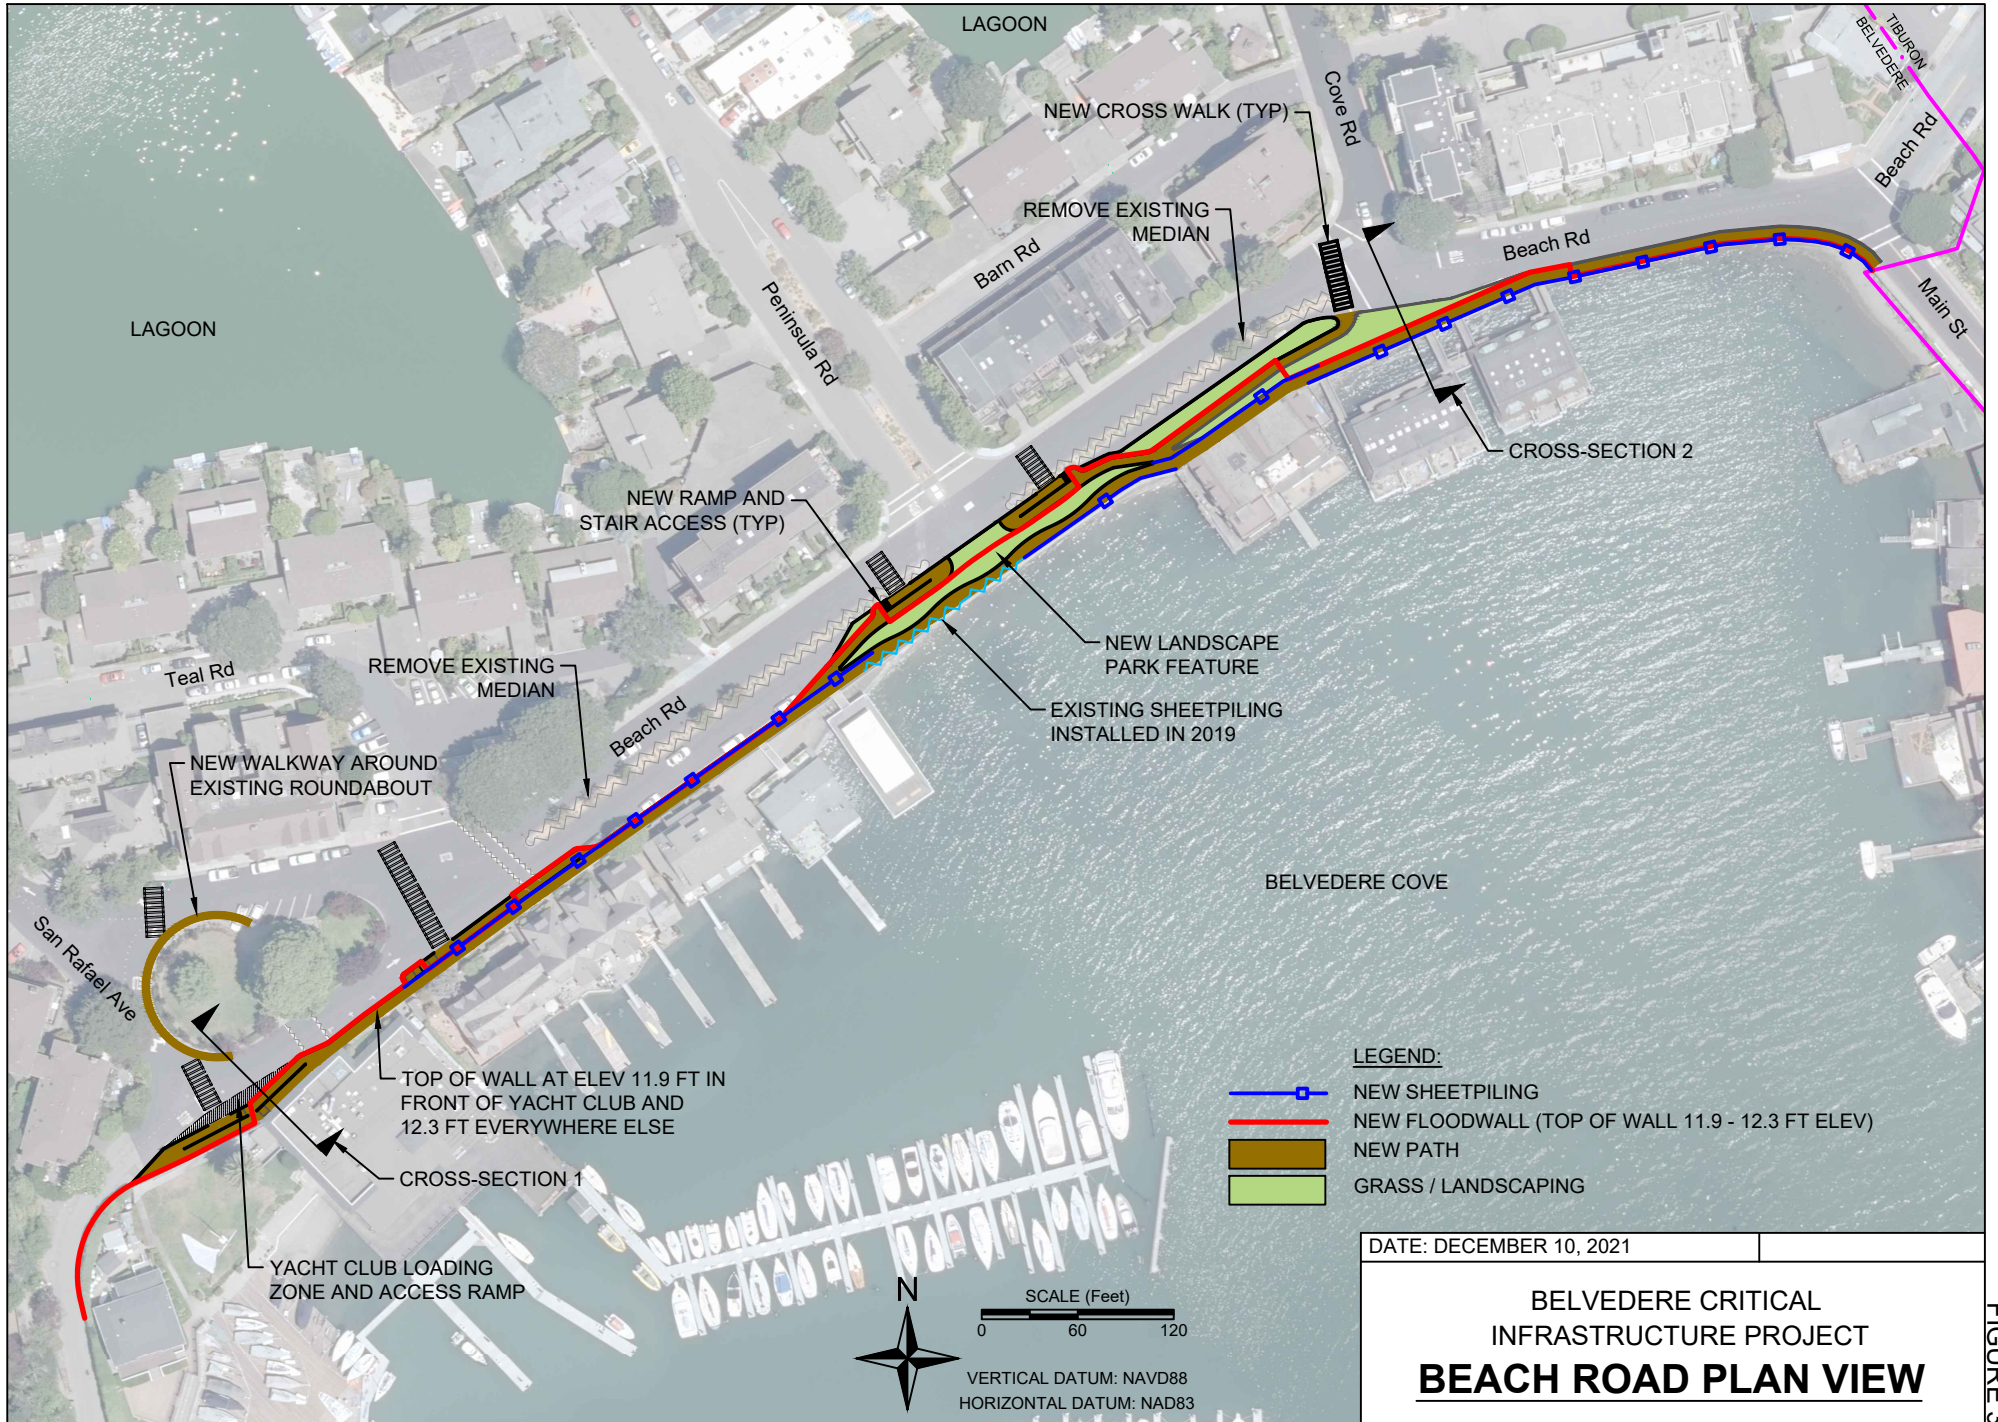 LAGOON
TIBURON
BELVEDERE
NEW CROSS WALK (TYP)
Cove Rd
Beach Rd
REMOVE EXISTING
MEDIAN
Barn Rd
Beach Rd
Main St
LAGOON
Peninsula Rd
CROSS-SECTION 2
NEW RAMP AND
STAIR ACCESS (TYP)
NEW LANDSCAPE
PARK FEATURE
Teal Rd
REMOVE EXISTING
MEDIAN
Beach Rd
EXISTING SHEETPILING
INSTALLED IN 2019
NEW WALKWAY AROUND
EXISTING ROUNDABOUT
BELVEDERE COVE
San Rafael Ave
TOP OF WALL AT ELEV 11.9 FT IN
FRONT OF YACHT CLUB AND
12.3 FT EVERYWHERE ELSE
CROSS-SECTION 1
YACHT CLUB LOADING
ZONE AND ACCESS RAMP
LEGEND:
NEW SHEETPILING
NEW FLOODWALL (TOP OF WALL 11.9 - 12.3 FT ELEV)
NEW PATH
GRASS / LANDSCAPING
N
SCALE (Feet)
0 60 120
VERTICAL DATUM: NAVD88
HORIZONTAL DATUM: NAD83
DATE: DECEMBER 10, 2021
BELVEDERE CRITICAL
INFRASTRUCTURE PROJECT
BEACH ROAD PLAN VIEW
FIGURE